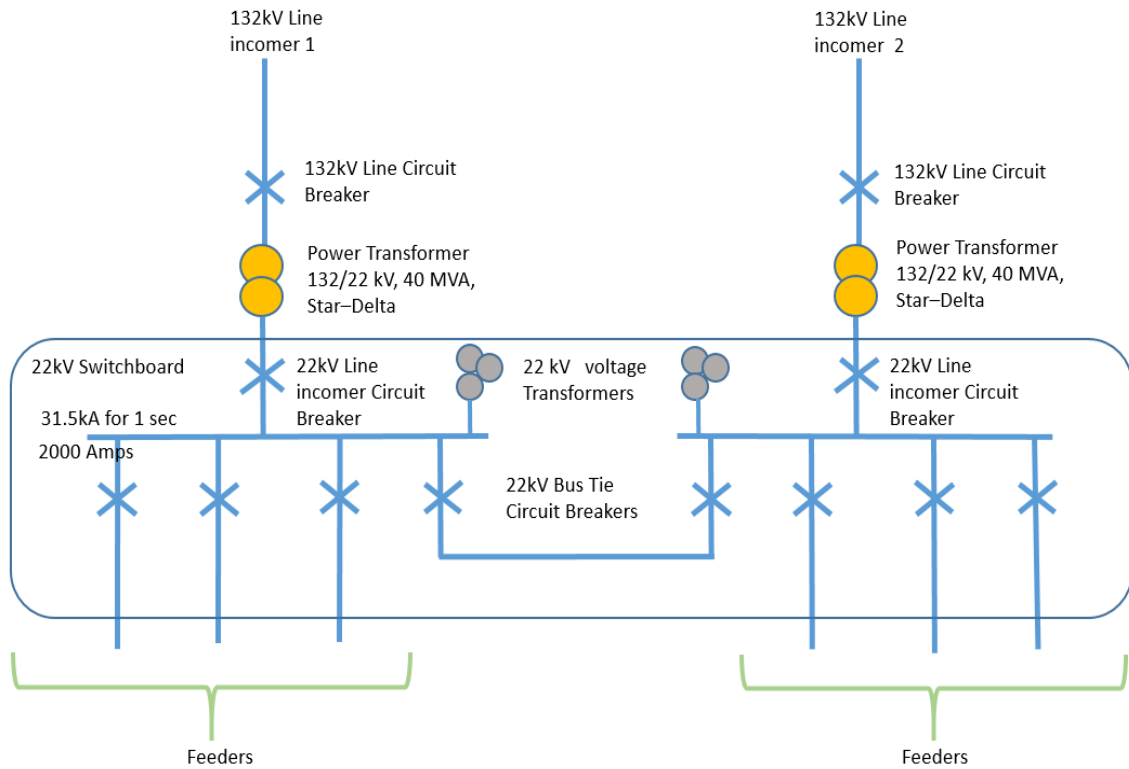 132kV Line
incomer 1
132kV Line
incomer  2
132kV Line Circuit
Breaker
132kV Line Circuit
Breaker
Power Transformer
132/22 kV, 40 MVA,
Star–Delta
Power Transformer
132/22 kV, 40 MVA,
Star–Delta
22kV Switchboard
22kV Line
incomer Circuit
Breaker
22 kV  voltage
Transformers
22kV Line
incomer Circuit
Breaker
31.5kA for 1 sec
2000 Amps
22kV Bus Tie
Circuit Breakers
Feeders
Feeders